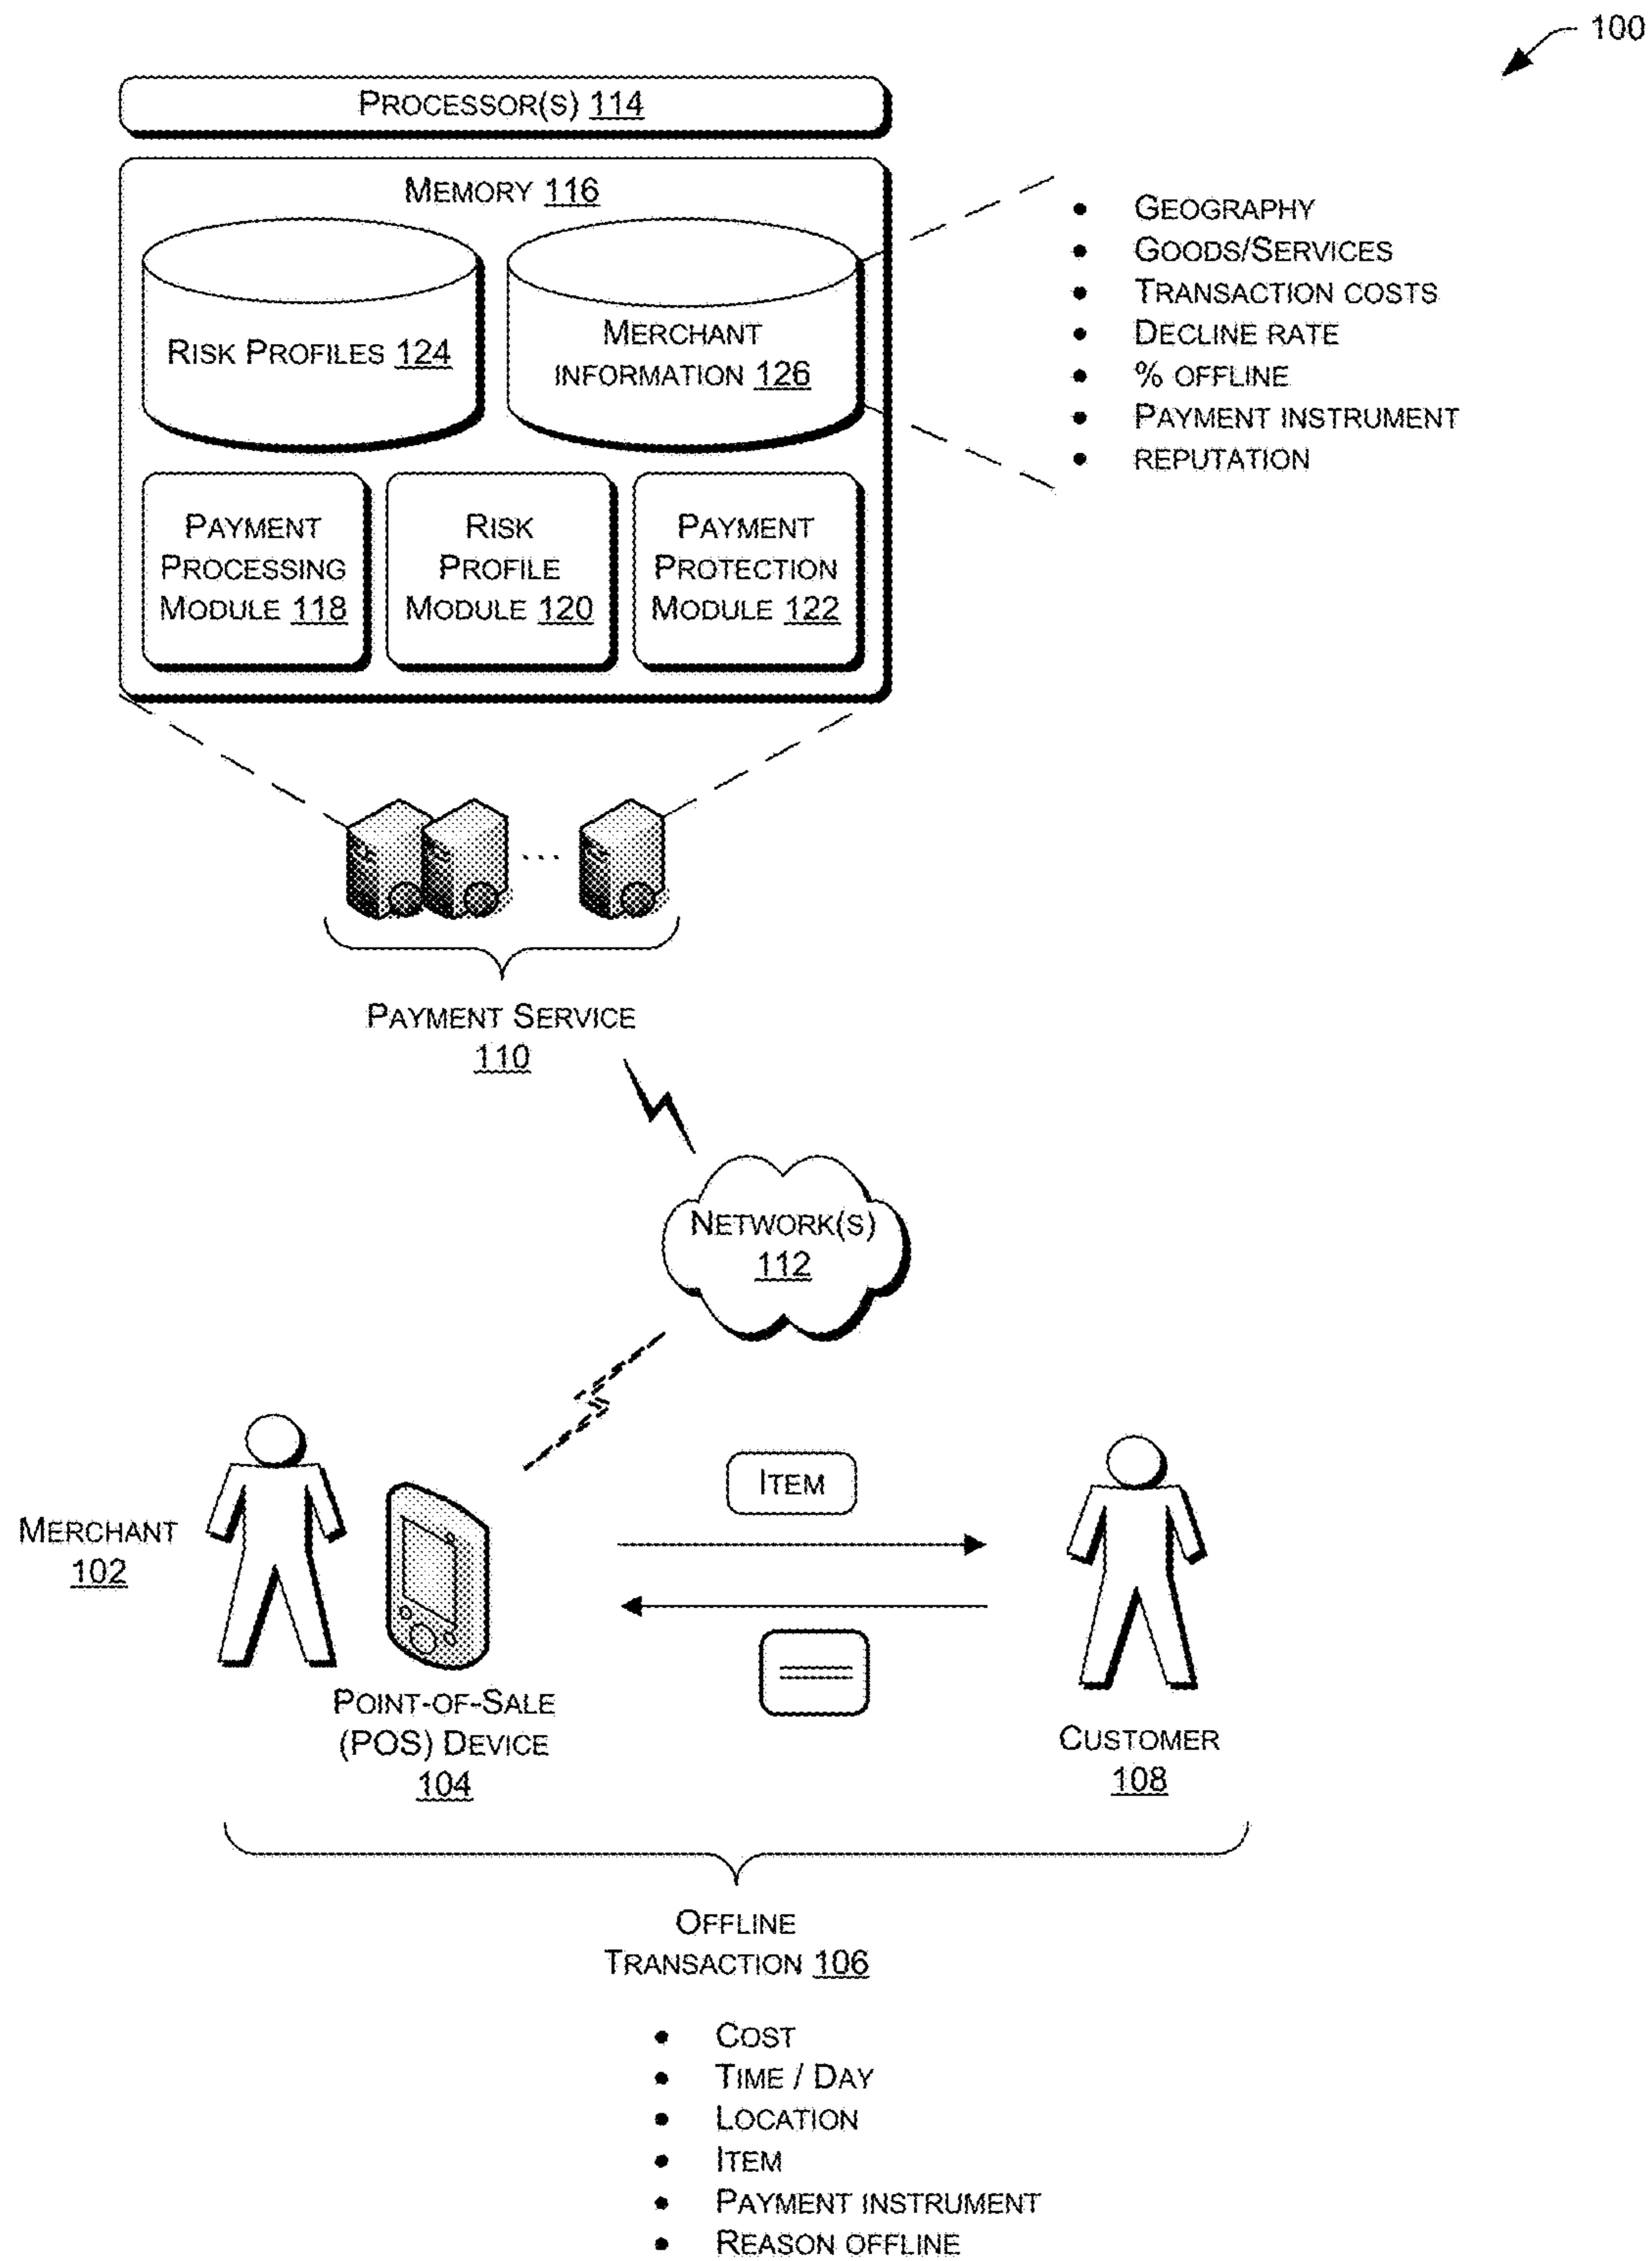 100
PROCESSOR(S) 114
MEMORY 116
RISK PROFILES 124
MERCHANT
INFORMATION 126
• GEOGRAPHY
• GOODS/SERVICES
• TRANSACTION COSTS
• DECLINE RATE
• % OFFLINE
• PAYMENT INSTRUMENT
• REPUTATION
PAYMENT
PROCESSING
MODULE 118
RISK
PROFILE
MODULE 120
PAYMENT
PROTECTION
MODULE 122
...
PAYMENT SERVICE
110
NETWORK(S)
112
ITEM
MERCHANT
102
POINT-OF-SALE
(POS) DEVICE
104
CUSTOMER
108
OFFLINE
TRANSACTION 106
• COST
• TIME / DAY
• LOCATION
• ITEM
• PAYMENT INSTRUMENT
• REASON OFFLINE